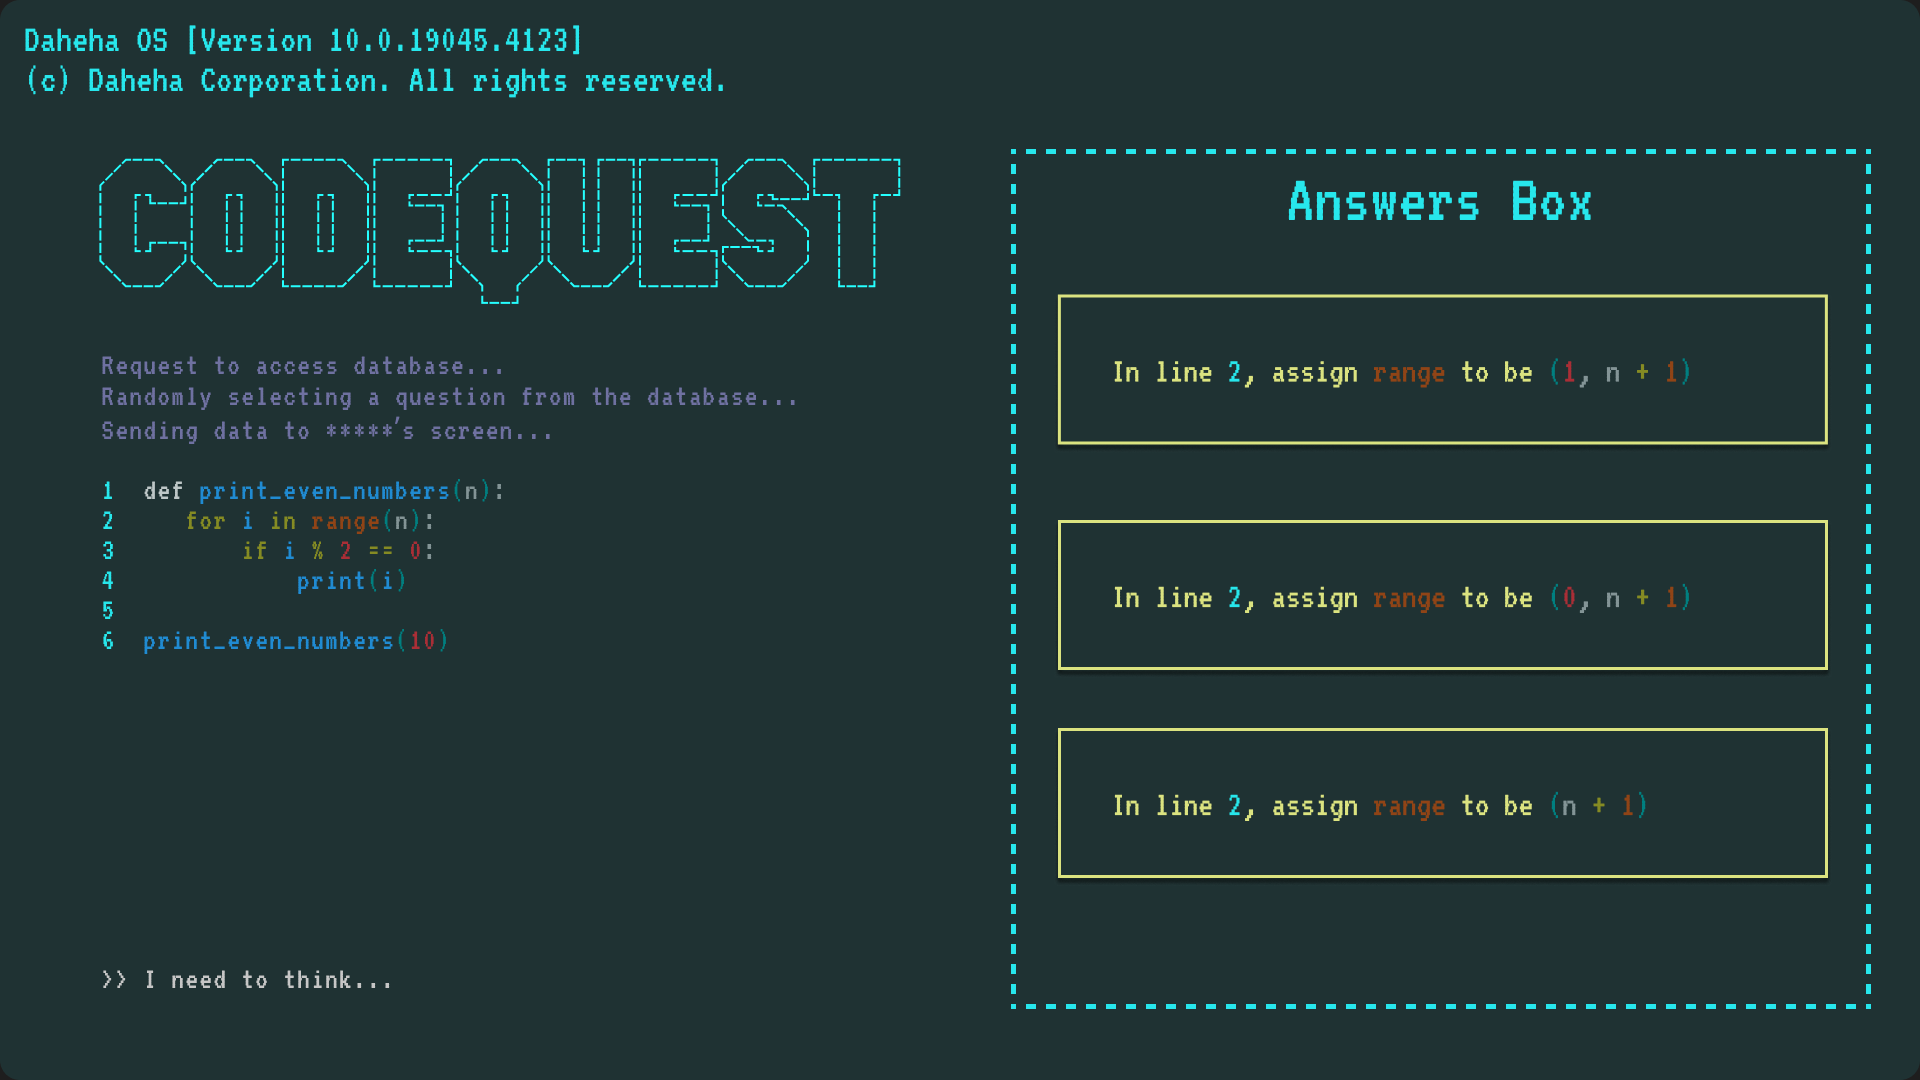 Daheha OS [Version 10.0.19045.4123]
(c) Daheha Corporation. All rights reserved.
CODEQUEST
Request to access database...
Randomly selecting a question from the database...
Sending data to *****'s screen...
1 def print_even_numbers(n):
2 for i in range(n):
3 if i % 2 == 0:
4 print(i)
5
6 print_even_numbers(10)
>> I need to think...
Answers Box
In line 2, assign range to be (1, n + 1)
In line 2, assign range to be (0, n + 1)
In line 2, assign range to be (n + 1)